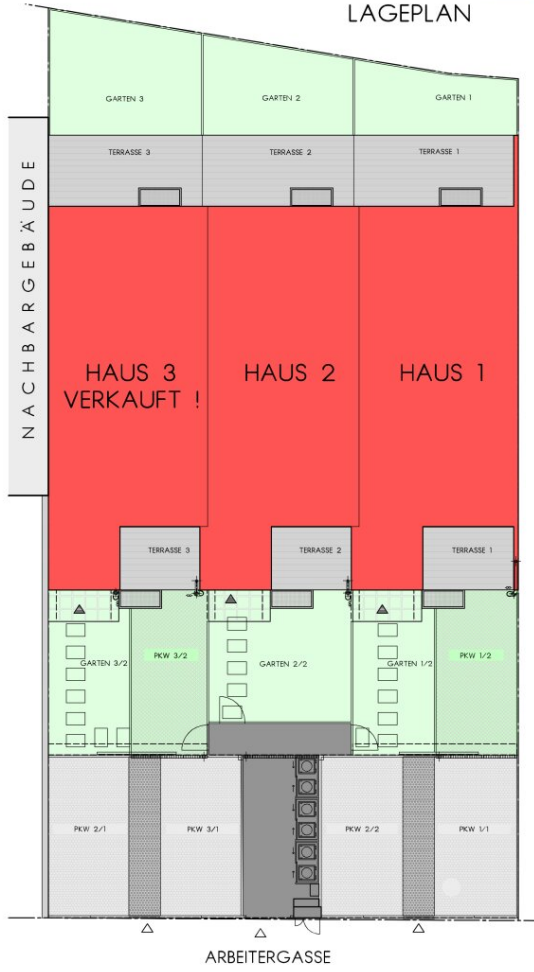 LAGEPLAN
GARTEN 3
GARTEN 2
GARTEN 1
TERRASSE 3
TERRASSE 2
TERRASSE 1
NACHBARGEBÄUDE
HAUS 3
VERKAUFT !
HAUS 2
HAUS 1
TERRASSE 3
TERRASSE 2
TERRASSE 1
GARTEN 3/2
PKW 3/2
GARTEN 2/2
GARTEN 1/2
PKW 1/2
PKW 2/1
PKW 3/1
PKW 2/2
PKW 1/1
ARBEITERGASSE